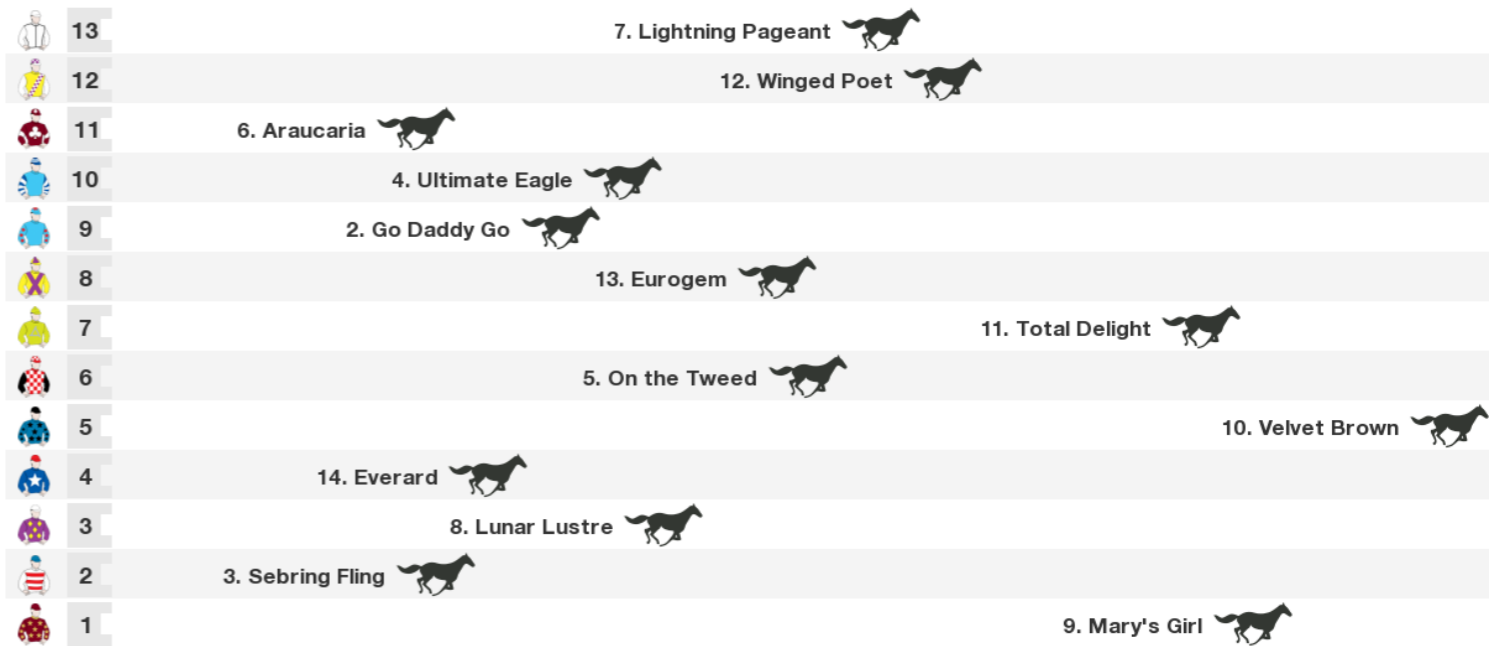 13 7. Lightning Pageant
12 12. Winged Poet
11 6. Araucaria
10 4. Ultimate Eagle
9 2. Go Daddy Go
8 13. Eurogem
7 11. Total Delight
6 5. On the Tweed
5 10. Velvet Brown
4 14. Everard
3 8. Lunar Lustre
2 3. Sebring Fling
1 9. Mary's Girl